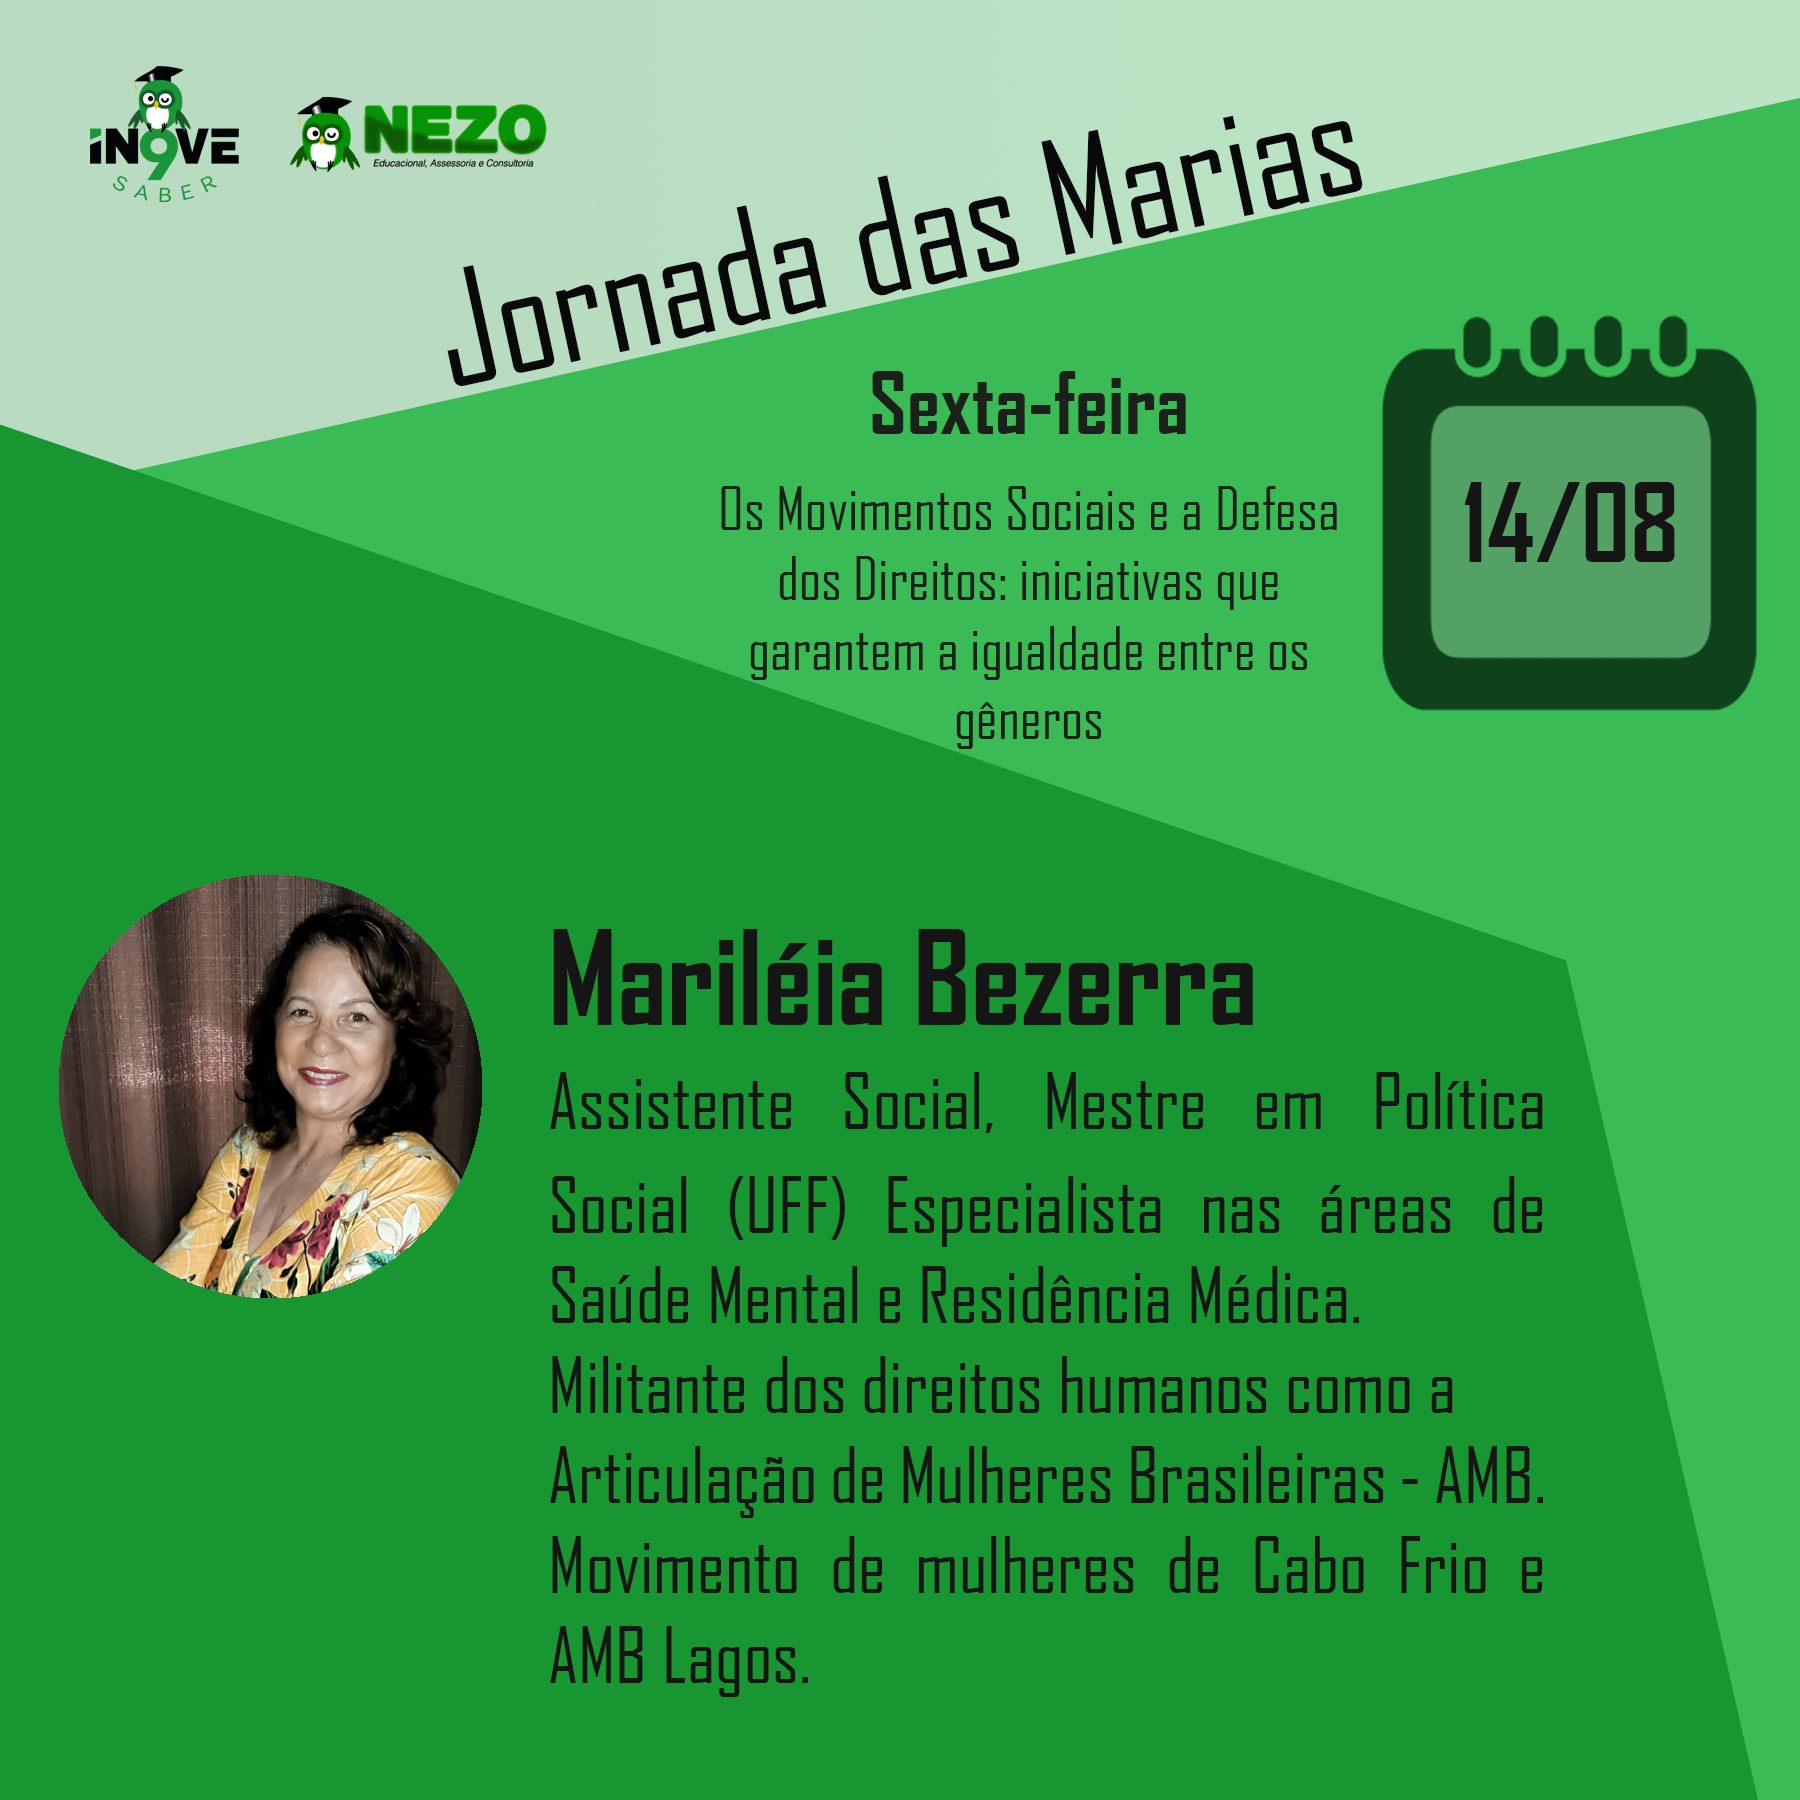 iN9VE
SABER
NEZO
Educacional, Assessoria e Consultoria
Jornada das Marias
Sexta-feira
Os Movimentos Sociais e a Defesa
dos Direitos: iniciativas que
garantem a igualdade entre os
gêneros
14/08
Mariléia Bezerra
Assistente Social, Mestre em Política
Social (UFF) Especialista nas áreas de
Saúde Mental e Residência Médica.
Militante dos direitos humanos como a
Articulação de Mulheres Brasileiras - AMB.
Movimento de mulheres de Cabo Frio e
AMB Lagos.